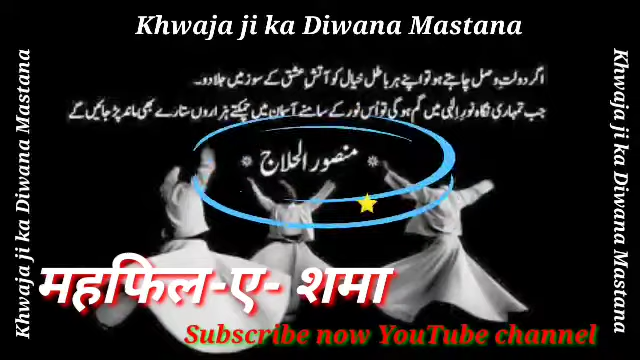 Khwaja ji ka Diwana Mastana
Khwaja ji ka Diwana Mastana
Khwaja ji ka Diwana Mastana
اگر دولتِ وصل چاہتے ہو تو اپنے ہر باطل خیال کو آتشِ عشق کے سوز میں جلا دو۔
جب تمہاری نگاہ نورِ الہٰی میں گم ہو گی تو اُس نور کے سامنے آسمان میں چمکتے ہزاروں ستارے بھی ماند پڑ جائیں گے
منصور الحلاج
महफिल-ए- शमा
Subscribe now YouTube channel